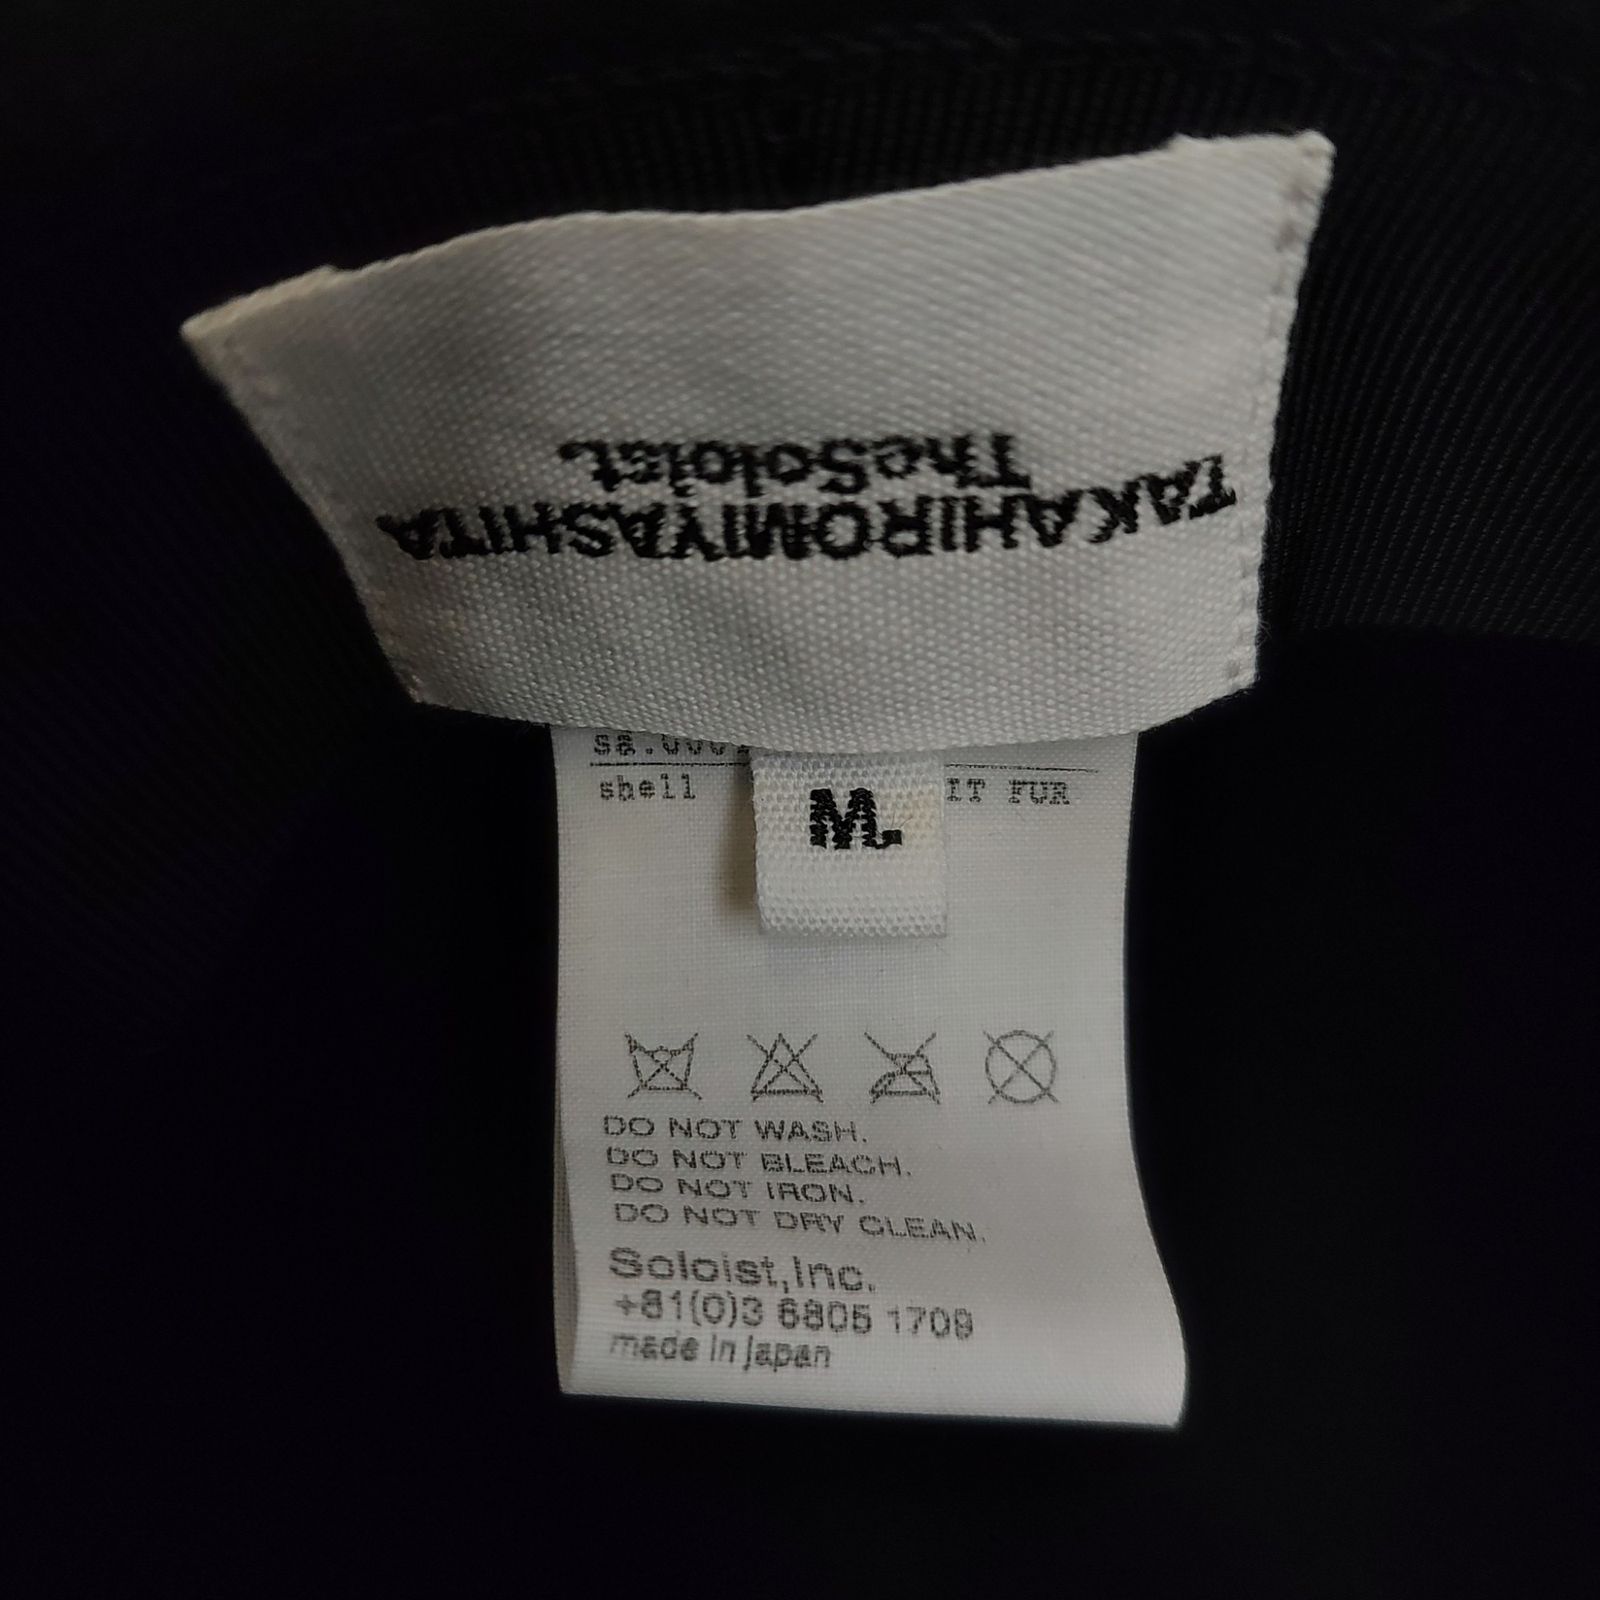 TAKAHIROMIYASHITA
TheSoloist.
shell IT FUR
M.
DO NOT WASH.
DO NOT BLEACH.
DO NOT IRON.
DO NOT DRY CLEAN.
Soloist,Inc.
+81(0)3 6805 1709
made in japan